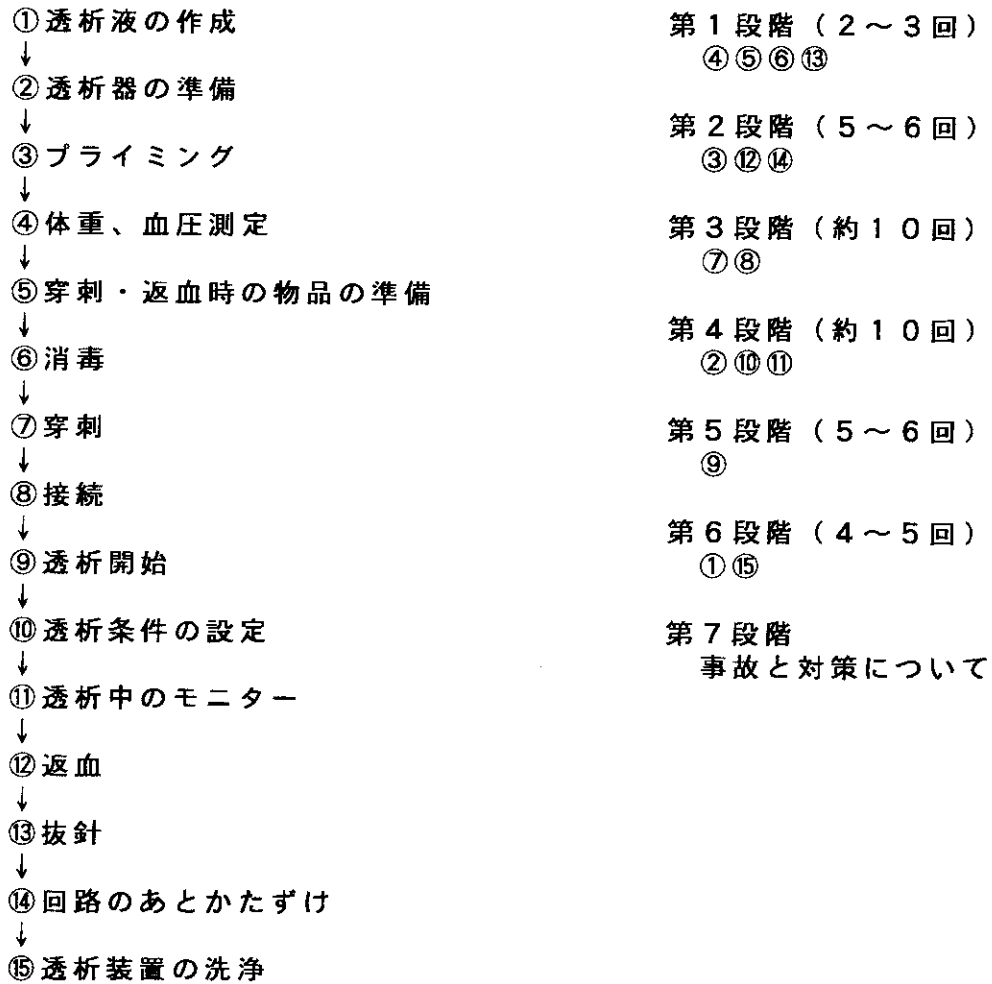 ①透析液の作成
↓
②透析器の準備
↓
③プライミング
↓
④体重、血圧測定
↓
⑤穿刺・返血時の物品の準備
↓
⑥消毒
↓
⑦穿刺
↓
⑧接続
↓
⑨透析開始
↓
⑩透析条件の設定
↓
⑪透析中のモニター
↓
⑫返血
↓
⑬抜針
↓
⑭回路のあとかたずけ
↓
⑮透析装置の洗浄
第1段階（2～3回）
④⑤⑥⑬
第2段階（5～6回）
③⑫⑭
第3段階（約10回）
⑦⑧
第4段階（約10回）
②⑩⑪
第5段階（5～6回）
⑨
第6段階（4～5回）
①⑮
第7段階
事故と対策について